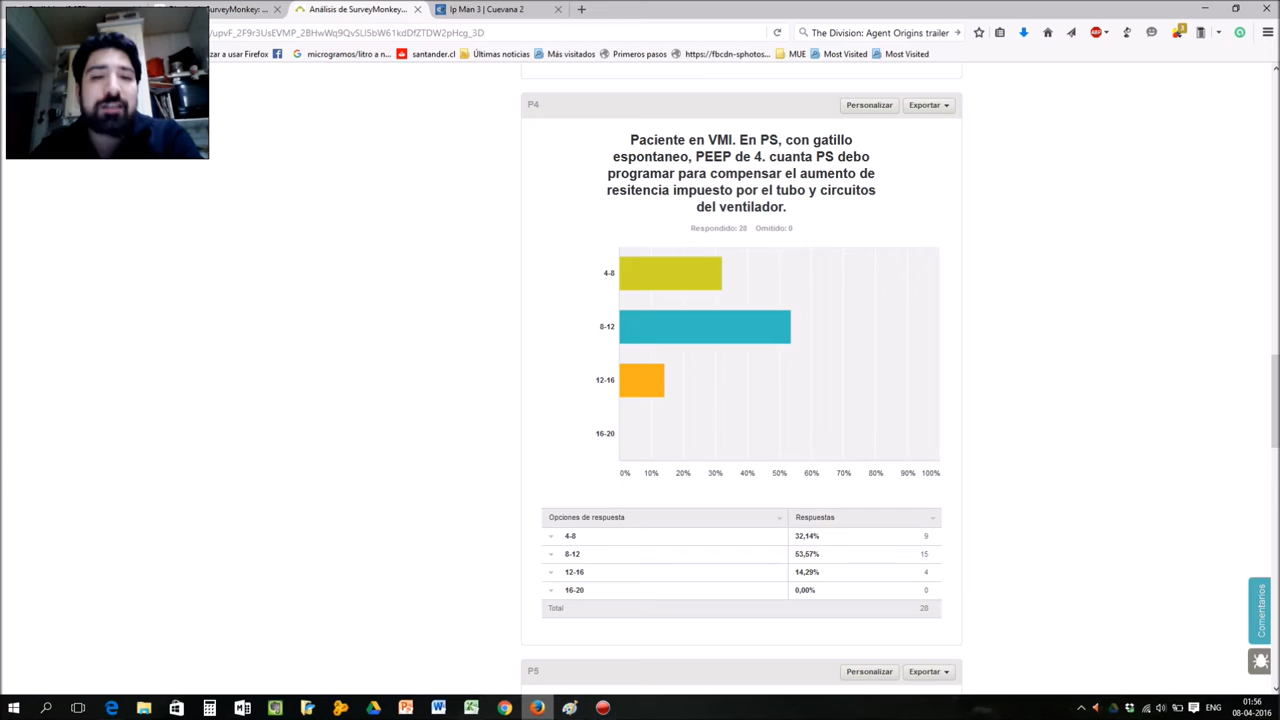 SurveyMonkey: ...
Análisis de SurveyMonkey...
Ip Man 3 | Cuevana 2
/upvF_2F9r3UsEVMP_2BHwWq9QvSLI5bW61kdDfZTDW2pHcg_3D
The Division: Agent Origins trailer
ABP
3
ar a usar Firefox
microgramos/litro a n...
santander.cl
Últimas noticias
Más visitados
Primeros pasos
https://fbcdn-sphotos...
MUE
Most Visited
Most Visited
P4
Personalizar
Exportar
Paciente en VMI. En PS, con gatillo
espontaneo, PEEP de 4. cuanta PS debo
programar para compensar el aumento de
resitencia impuesto por el tubo y circuitos
del ventilador.
Respondido: 28 Omitido: 0
4-8
8-12
12-16
16-20
0% 10% 20% 30% 40% 50% 60% 70% 80% 90% 100%
Opciones de respuesta Respuestas
4-8 32,14% 9
8-12 53,57% 15
12-16 14,29% 4
16-20 0,00% 0
Total 28
Comentarios
P5
Personalizar
Exportar
ENG
01:56
08-04-2016